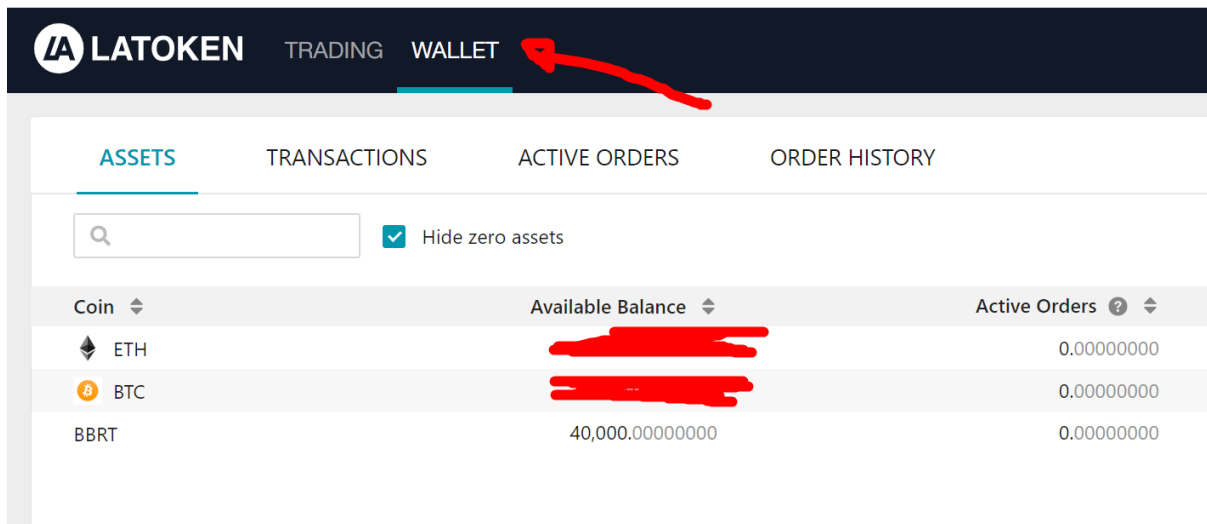 LATOKEN TRADING WALLET
ASSETS TRANSACTIONS ACTIVE ORDERS ORDER HISTORY
Hide zero assets
Coin Available Balance Active Orders
ETH 0.00000000
BTC 0.00000000
BBRT 40,000.00000000 0.00000000